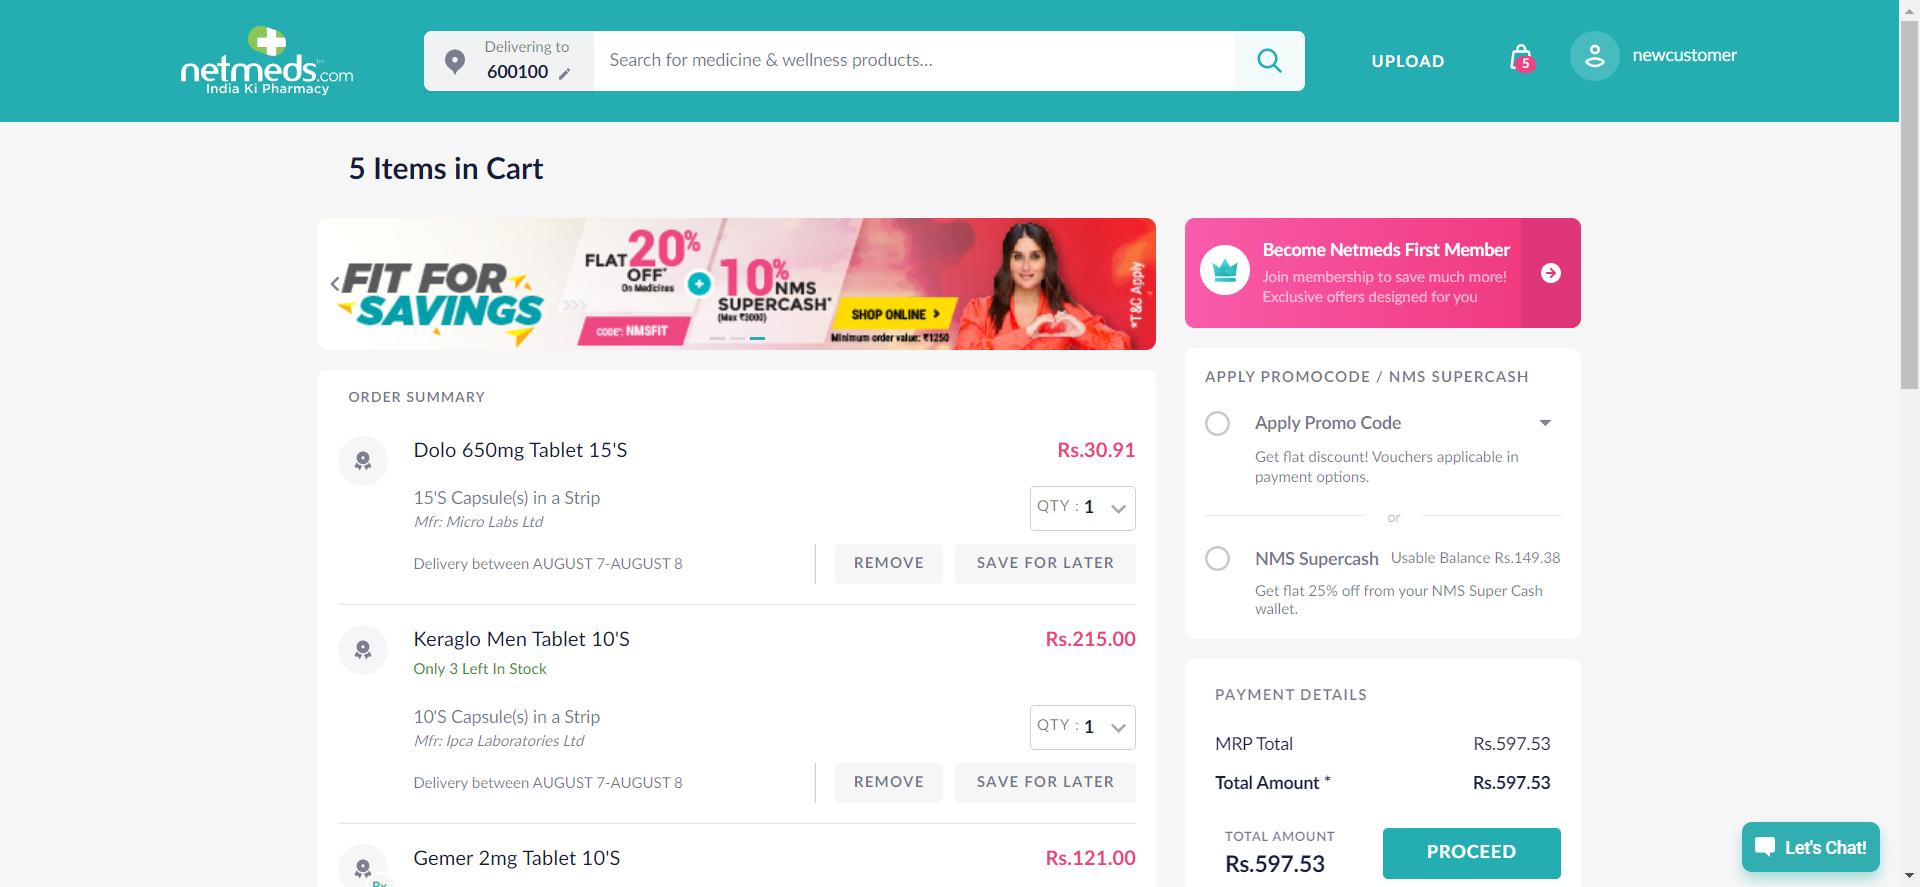 netmeds.com
India Ki Pharmacy
Delivering to
600100
Search for medicine & wellness products...
UPLOAD
5
newcustomer
5 Items in Cart
FIT FOR
SAVINGS
FLAT 20%
OFF*
On Medicines
CODE: NMSFIT
+
10% NMS
SUPERCASH*
(Max ₹3000)
SHOP ONLINE >
Minimum order value: ₹1250
*T&C Apply
Become Netmeds First Member
Join membership to save much more!
Exclusive offers designed for you
ORDER SUMMARY
Dolo 650mg Tablet 15'S
Rs.30.91
15'S Capsule(s) in a Strip
Mfr: Micro Labs Ltd
QTY : 1
Delivery between AUGUST 7-AUGUST 8
REMOVE
SAVE FOR LATER
Keraglo Men Tablet 10'S
Rs.215.00
Only 3 Left In Stock
10'S Capsule(s) in a Strip
Mfr: Ipca Laboratories Ltd
QTY : 1
Delivery between AUGUST 7-AUGUST 8
REMOVE
SAVE FOR LATER
Gemer 2mg Tablet 10'S
Rs.121.00
Rx
APPLY PROMOCODE / NMS SUPERCASH
Apply Promo Code
Get flat discount! Vouchers applicable in
payment options.
or
NMS Supercash Usable Balance Rs.149.38
Get flat 25% off from your NMS Super Cash
wallet.
PAYMENT DETAILS
MRP Total Rs.597.53
Total Amount * Rs.597.53
TOTAL AMOUNT
Rs.597.53
PROCEED
Let's Chat!